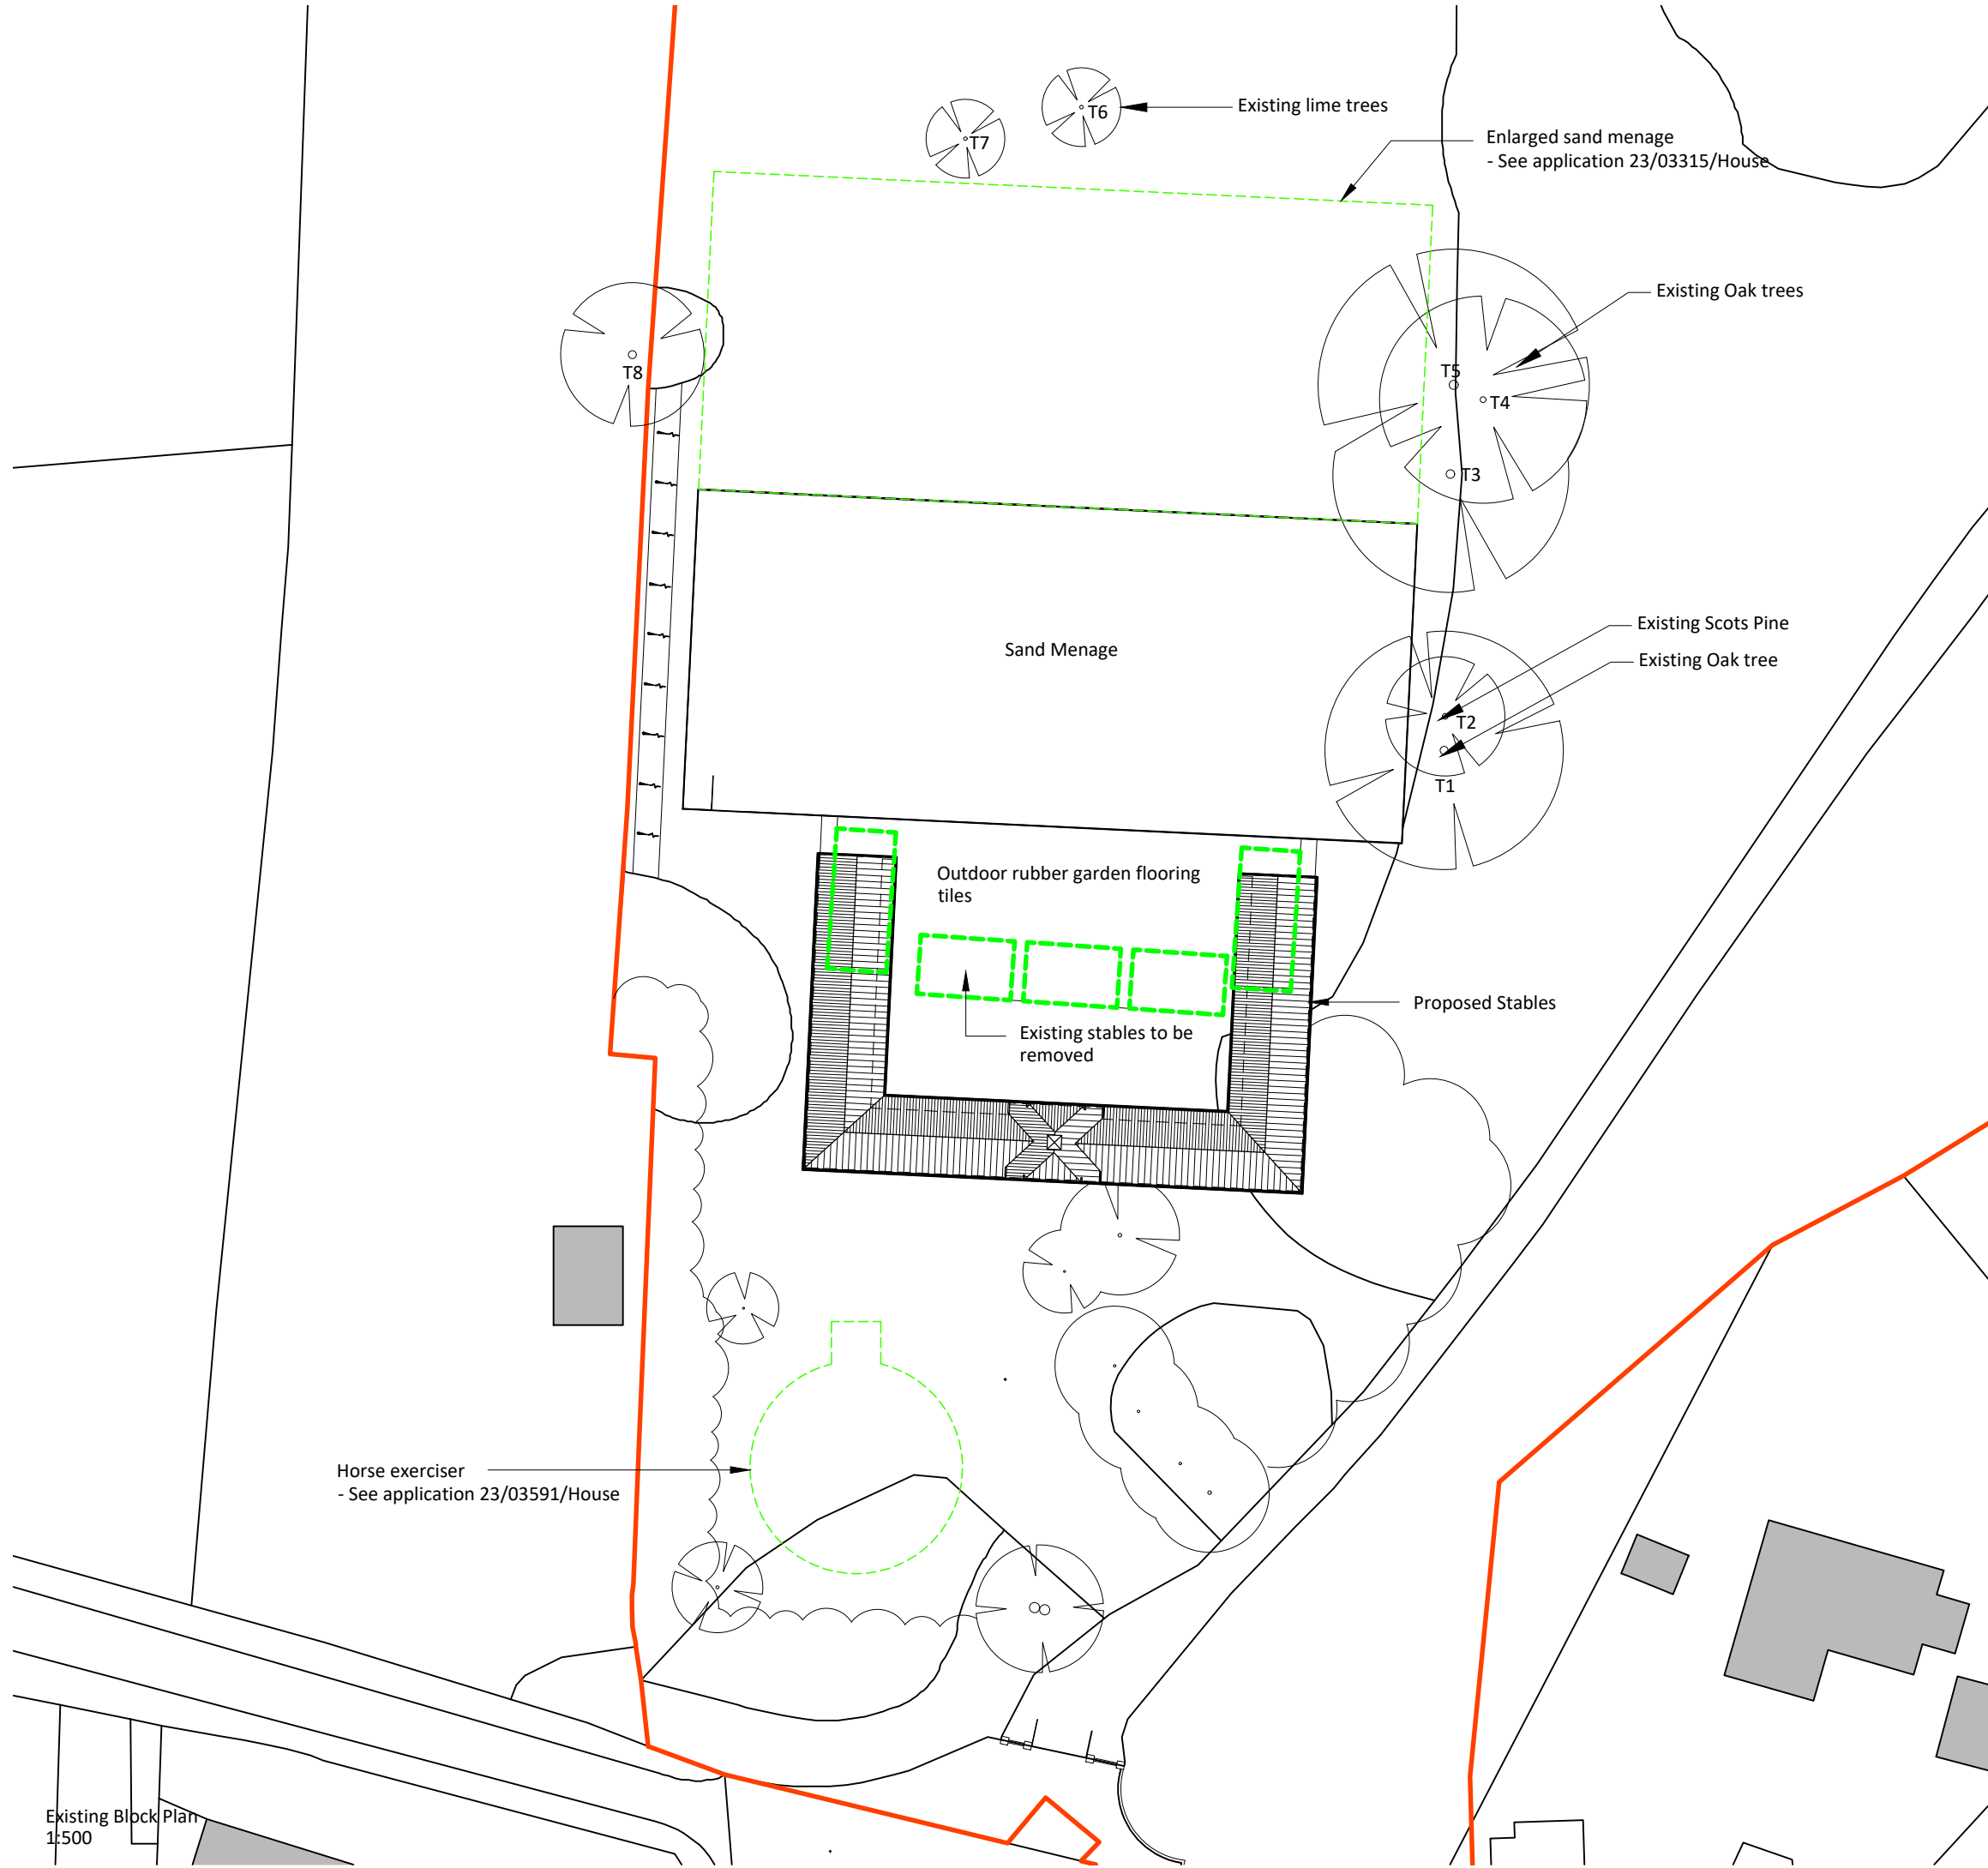 T6
Existing lime trees
T7
Enlarged sand menage
- See application 23/03315/House
Existing Oak trees
T8
T5
T4
T3
Existing Scots Pine
Sand Menage
Existing Oak tree
T2
T1
Outdoor rubber garden flooring
tiles
Proposed Stables
Existing stables to be
removed
Horse exerciser
- See application 23/03591/House
Existing Block Plan
1:500